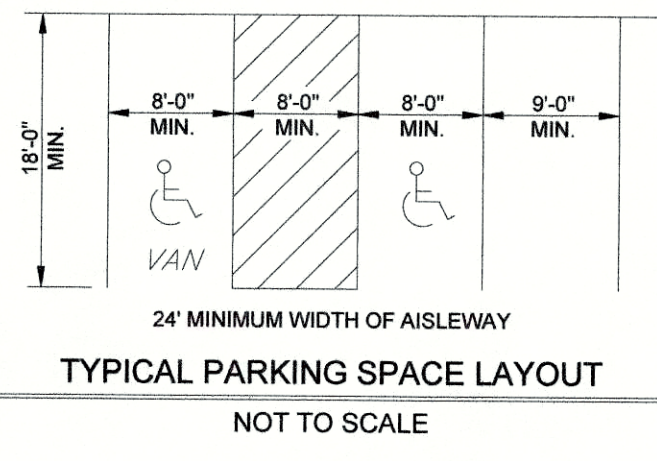 8'-0" 8'-0" 8'-0" 9'-0"
MIN. MIN. MIN. MIN.
18'-0"
MIN.
VAN
24' MINIMUM WIDTH OF AISLEWAY
TYPICAL PARKING SPACE LAYOUT
NOT TO SCALE